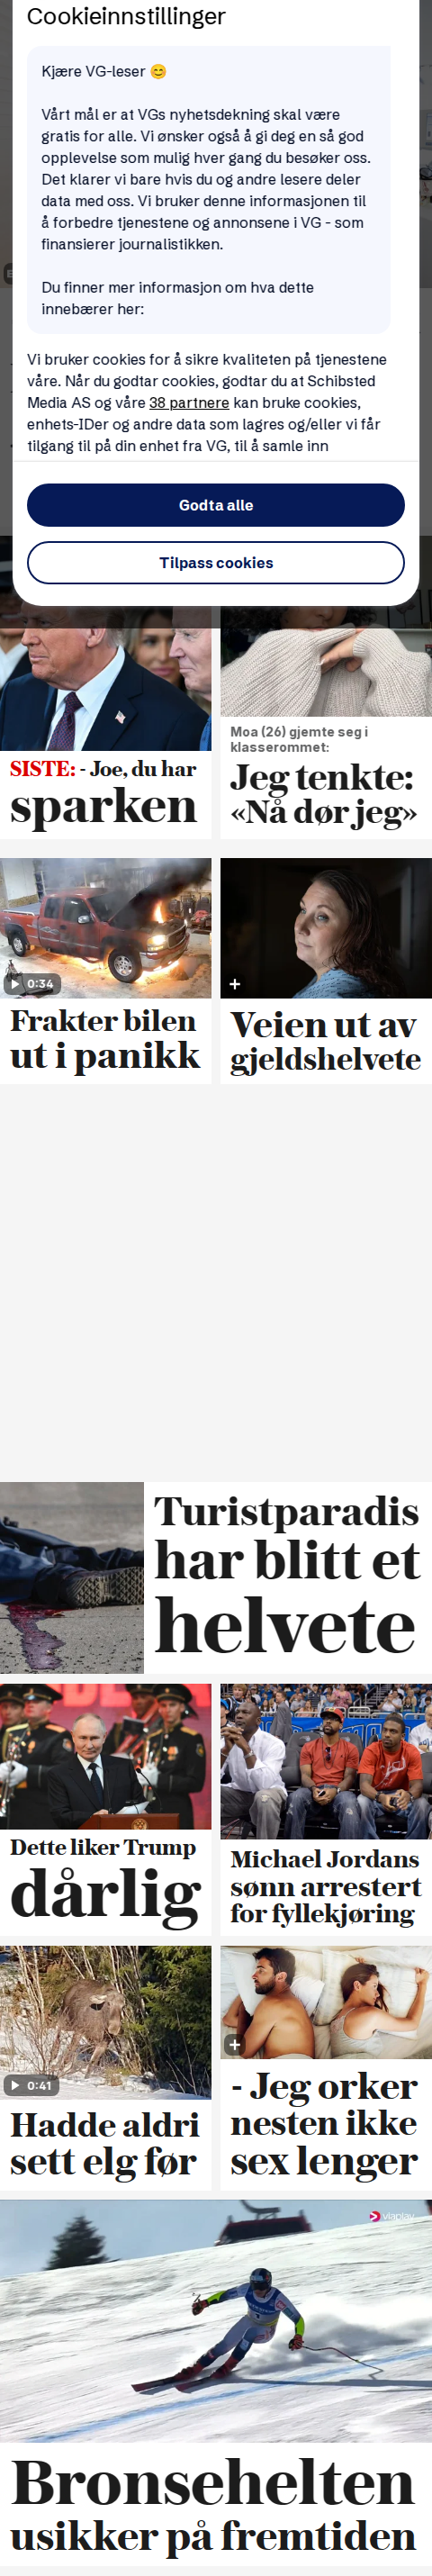 Cookieinnstillinger
Kjære VG-leser 😊
Vårt mål er at VGs nyhetsdekning skal være
gratis for alle. Vi ønsker også å gi deg en så god
opplevelse som mulig hver gang du besøker oss.
Det klarer vi bare hvis du og andre lesere deler
data med oss. Vi bruker denne informasjonen til
å forbedre tjenestene og annonsene i VG - som
finansierer journalistikken.
Du finner mer informasjon om hva dette
innebærer her:
Vi bruker cookies for å sikre kvaliteten på tjenestene
våre. Når du godtar cookies, godtar du at Schibsted
Media AS og våre 38 partnere kan bruke cookies,
enhets-IDer og andre data som lagres og/eller vi får
tilgang til på din enhet fra VG, til å samle inn
Godta alle
Tilpass cookies
SISTE: - Joe, du har
sparken
Moa (26) gjemte seg i
klasserommet:
Jeg tenkte:
«Nå dør jeg»
0:34
Frakter bilen
ut i panikk
Veien ut av
gjeldshelvete
Turistparadis
har blitt et
helvete
Dette liker Trump
dårlig
Michael Jordans
sønn arrestert
for fyllekjøring
0:41
Hadde aldri
sett elg før
- Jeg orker
nesten ikke
sex lenger
viaplay
Bronsehelten
usikker på fremtiden